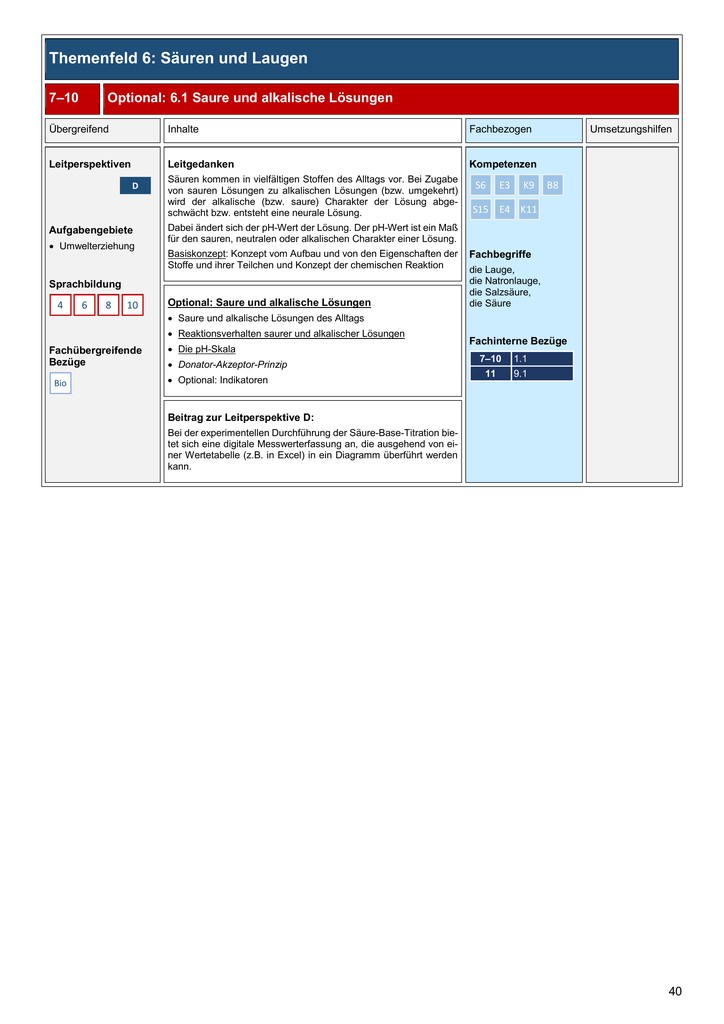 Themenfeld 6: Säuren und Laugen
7–10
Optional: 6.1 Saure und alkalische Lösungen
Übergreifend
Inhalte
Fachbezogen
Umsetzungshilfen
Leitperspektiven
D
Aufgabengebiete
• Umwelterziehung
Sprachbildung
4 6 8 10
Fachübergreifende
Bezüge
Bio
Leitgedanken
Säuren kommen in vielfältigen Stoffen des Alltags vor. Bei Zugabe
von sauren Lösungen zu alkalischen Lösungen (bzw. umgekehrt)
wird der alkalische (bzw. saure) Charakter der Lösung abge-
schwächt bzw. entsteht eine neurale Lösung.
Dabei ändert sich der pH-Wert der Lösung. Der pH-Wert ist ein Maß
für den sauren, neutralen oder alkalischen Charakter einer Lösung.
Basiskonzept: Konzept vom Aufbau und von den Eigenschaften der
Stoffe und ihrer Teilchen und Konzept der chemischen Reaktion
Optional: Saure und alkalische Lösungen
• Saure und alkalische Lösungen des Alltags
• Reaktionsverhalten saurer und alkalischer Lösungen
• Die pH-Skala
• Donator-Akzeptor-Prinzip
• Optional: Indikatoren
Beitrag zur Leitperspektive D:
Bei der experimentellen Durchführung der Säure-Base-Titration bie-
tet sich eine digitale Messwerterfassung an, die ausgehend von ei-
ner Wertetabelle (z.B. in Excel) in ein Diagramm überführt werden
kann.
Kompetenzen
S6 E3 K9 B8
S15 E4 K11
Fachbegriffe
die Lauge,
die Natronlauge,
die Salzsäure,
die Säure
Fachinterne Bezüge
7–10 1.1
11 9.1
40